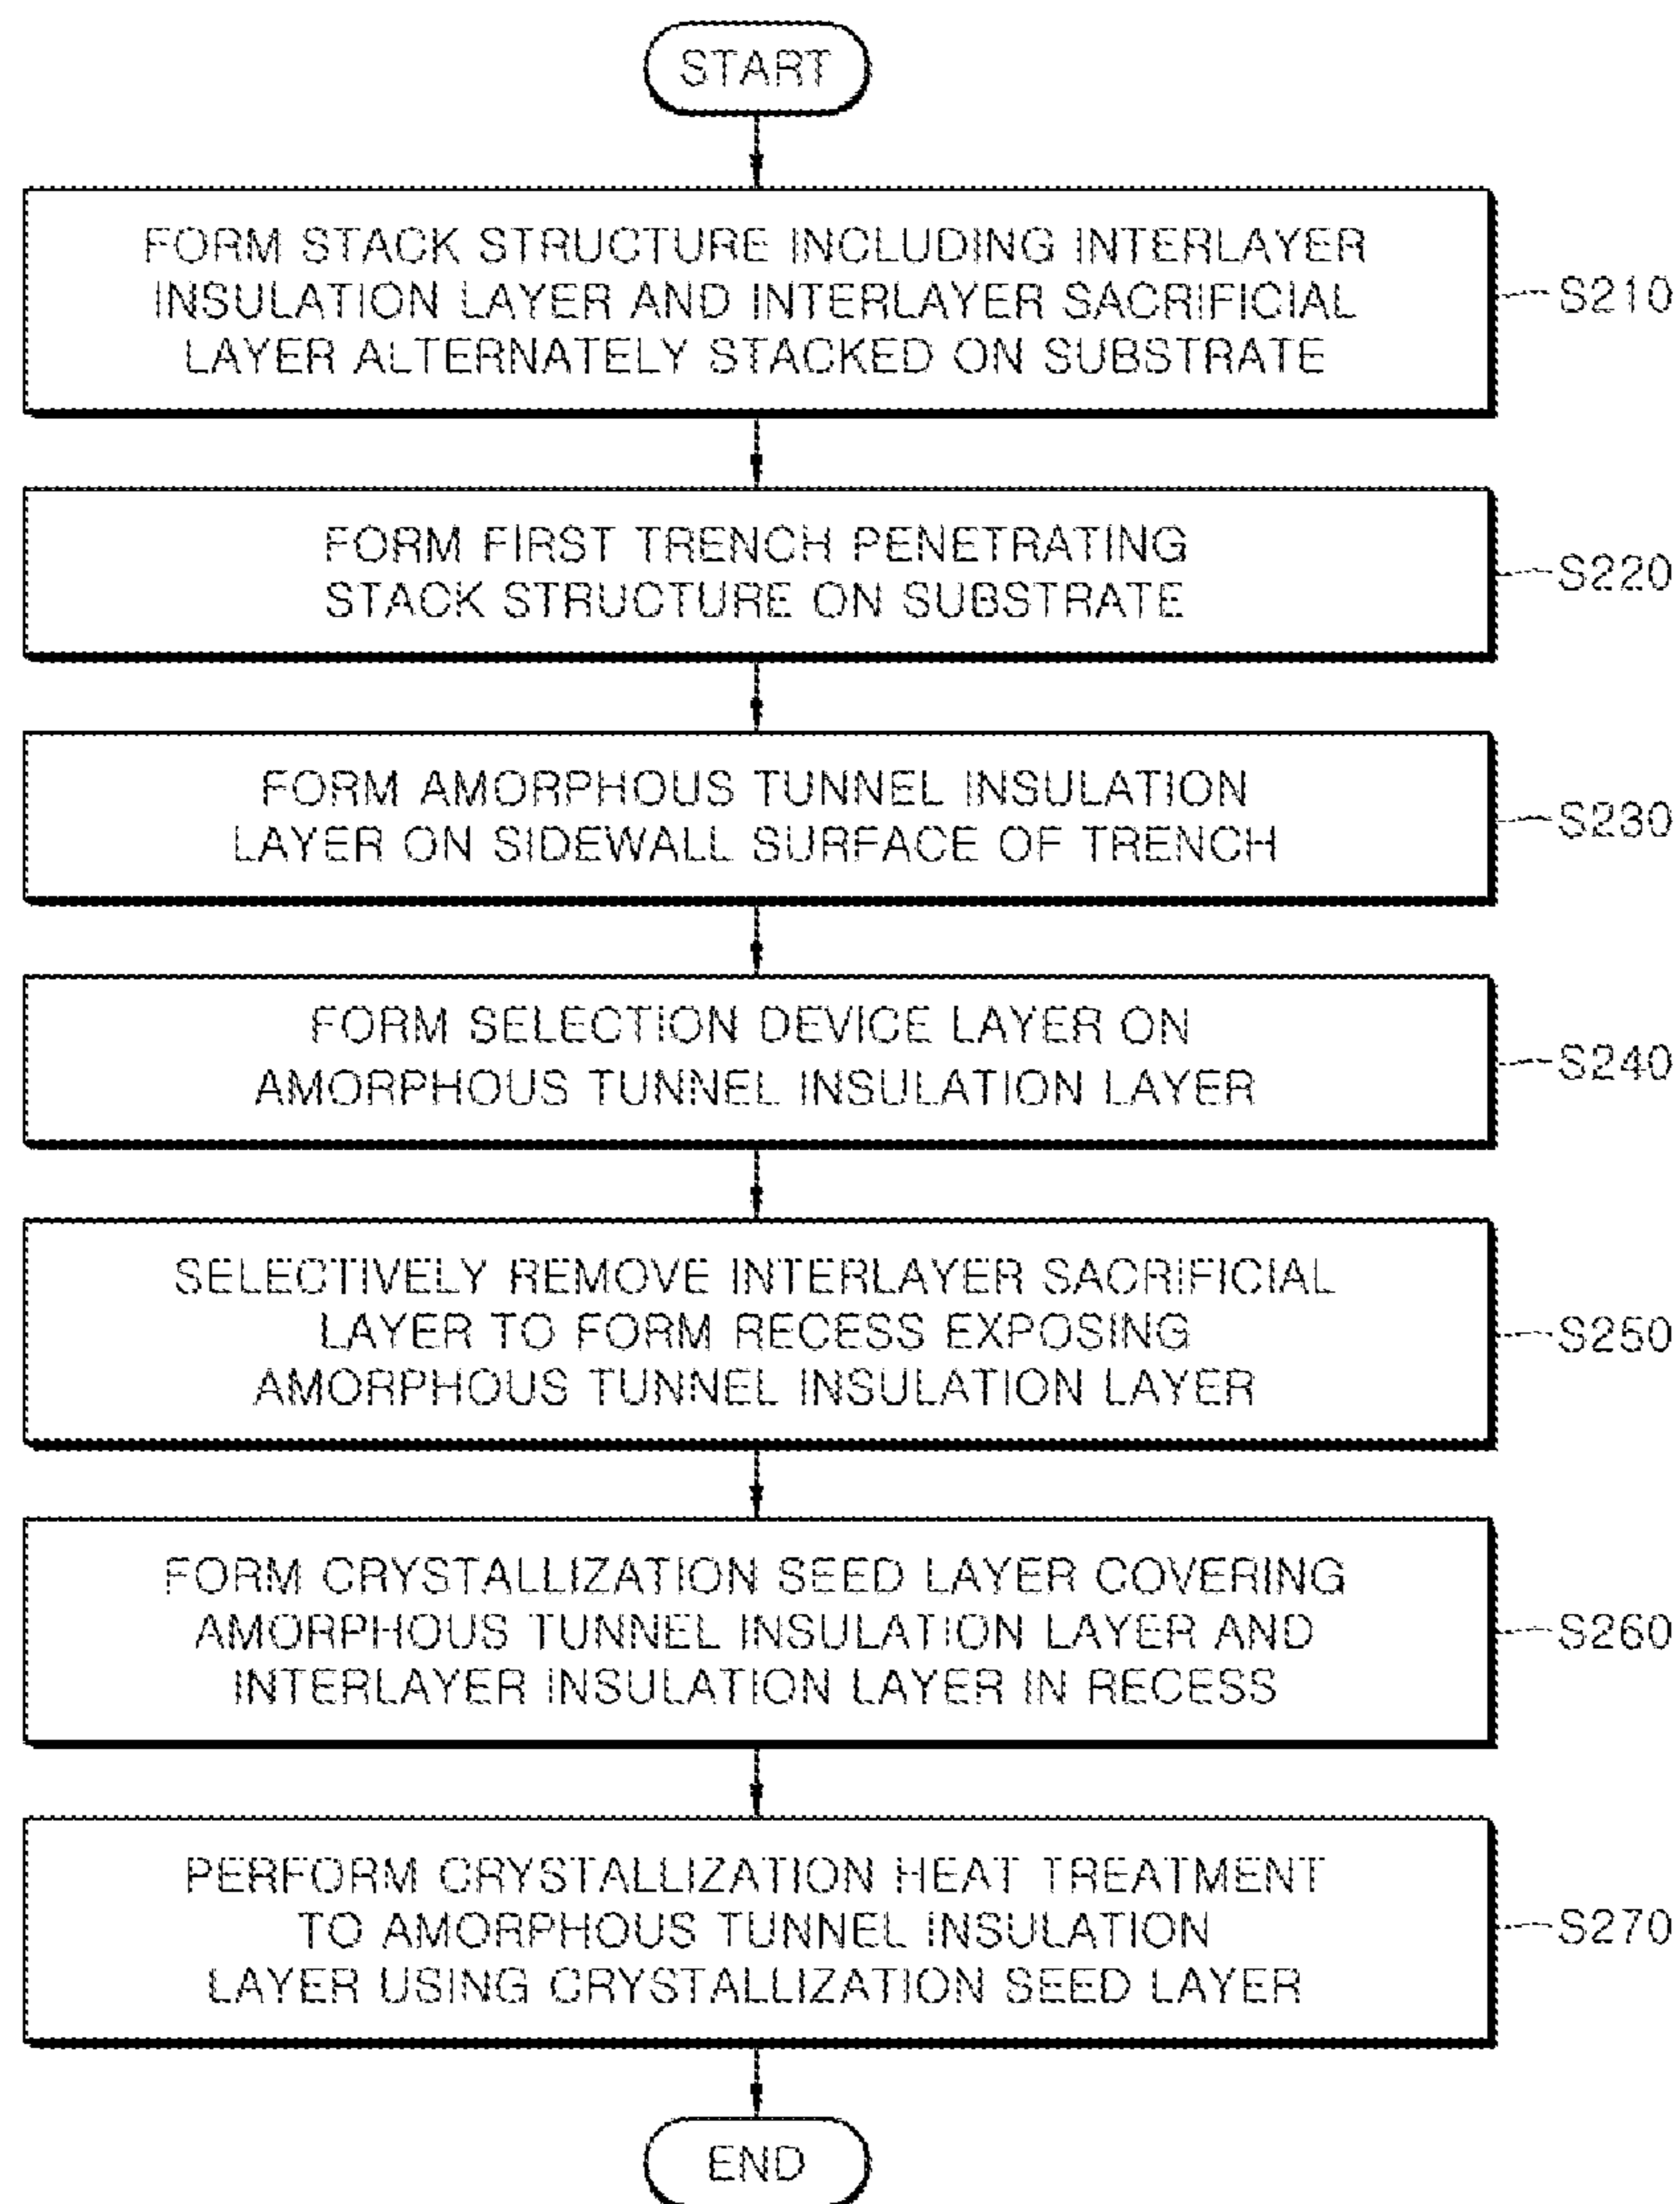 START
FORM STACK STRUCTURE INCLUDING INTERLAYER
INSULATION LAYER AND INTERLAYER SACRIFICIAL
LAYER ALTERNATELY STACKED ON SUBSTRATE
S210
FORM FIRST TRENCH PENETRATING
STACK STRUCTURE ON SUBSTRATE
S220
FORM AMORPHOUS TUNNEL INSULATION
LAYER ON SIDEWALL SURFACE OF TRENCH
S230
FORM SELECTION DEVICE LAYER ON
AMORPHOUS TUNNEL INSULATION LAYER
S240
SELECTIVELY REMOVE INTERLAYER SACRIFICIAL
LAYER TO FORM RECESS EXPOSING
AMORPHOUS TUNNEL INSULATION LAYER
S250
FORM CRYSTALLIZATION SEED LAYER COVERING
AMORPHOUS TUNNEL INSULATION LAYER AND
INTERLAYER INSULATION LAYER IN RECESS
S260
PERFORM CRYSTALLIZATION HEAT TREATMENT
TO AMORPHOUS TUNNEL INSULATION
LAYER USING CRYSTALLIZATION SEED LAYER
S270
END